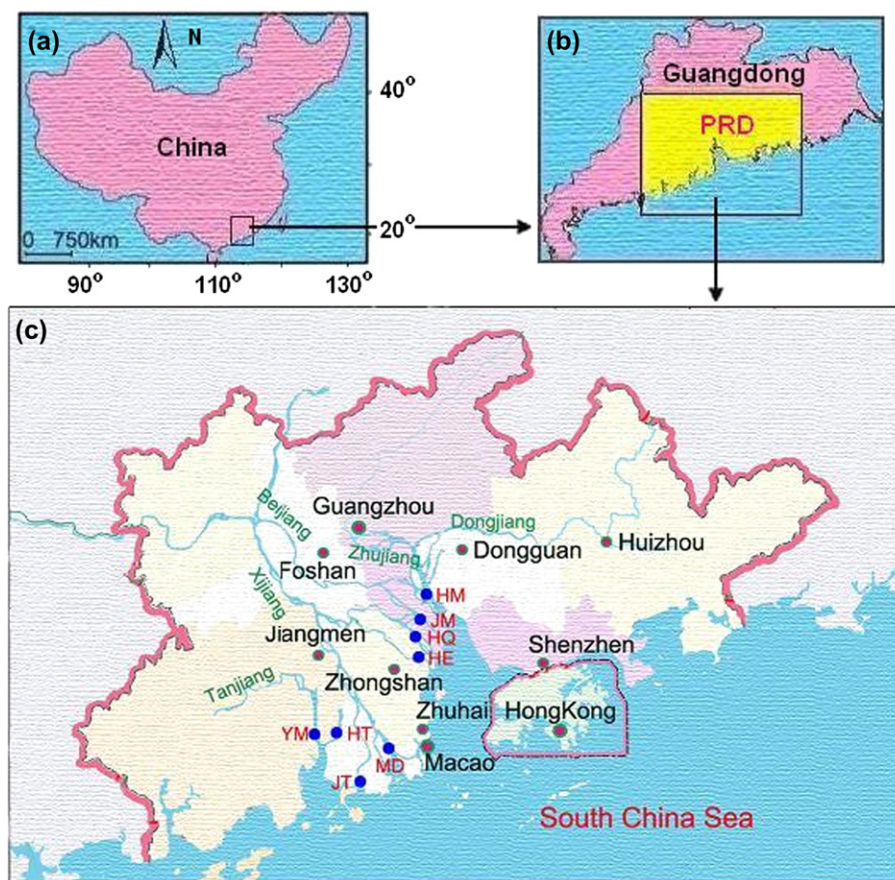 (a)
N
China
40°
20°
0 750km
90° 110° 130°
(b)
Guangdong
PRD
(c)
Beijiang
Guangzhou
Dongjiang
Zhujiang
Foshan
Dongguan
Huizhou
Xijiang
HM
JM
HQ
HE
Jiangmen
Zhongshan
Shenzhen
Tanjiang
Zhuhai
HongKong
YM
HT
MD
Macao
JT
South China Sea